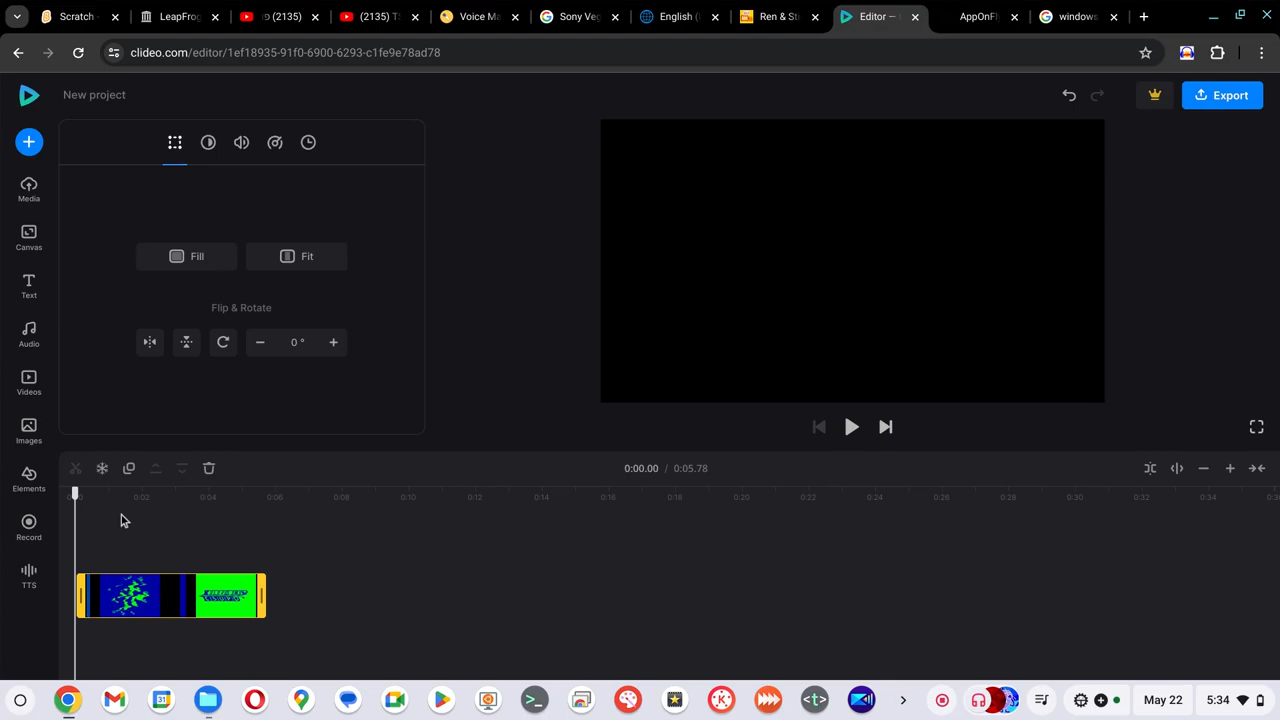 Scratch -
LeapFrog
(2135)
(2135) T
Voice Ma
Sony Veg
English (
Ren & St
Editor –
AppOnFl
windows
clideo.com/editor/1ef18935-91f0-6900-6293-c1fe9e78ad78
New project
Export
Media
Canvas
Text
Audio
Videos
Images
Elements
Record
TTS
Fill
Fit
Flip & Rotate
0 °
0:00.00 / 0:05.78
0:02 0:04 0:06 0:08 0:10 0:12 0:14 0:16 0:18 0:20 0:22 0:24 0:26 0:28 0:30 0:32 0:34
31
May 22
5:34